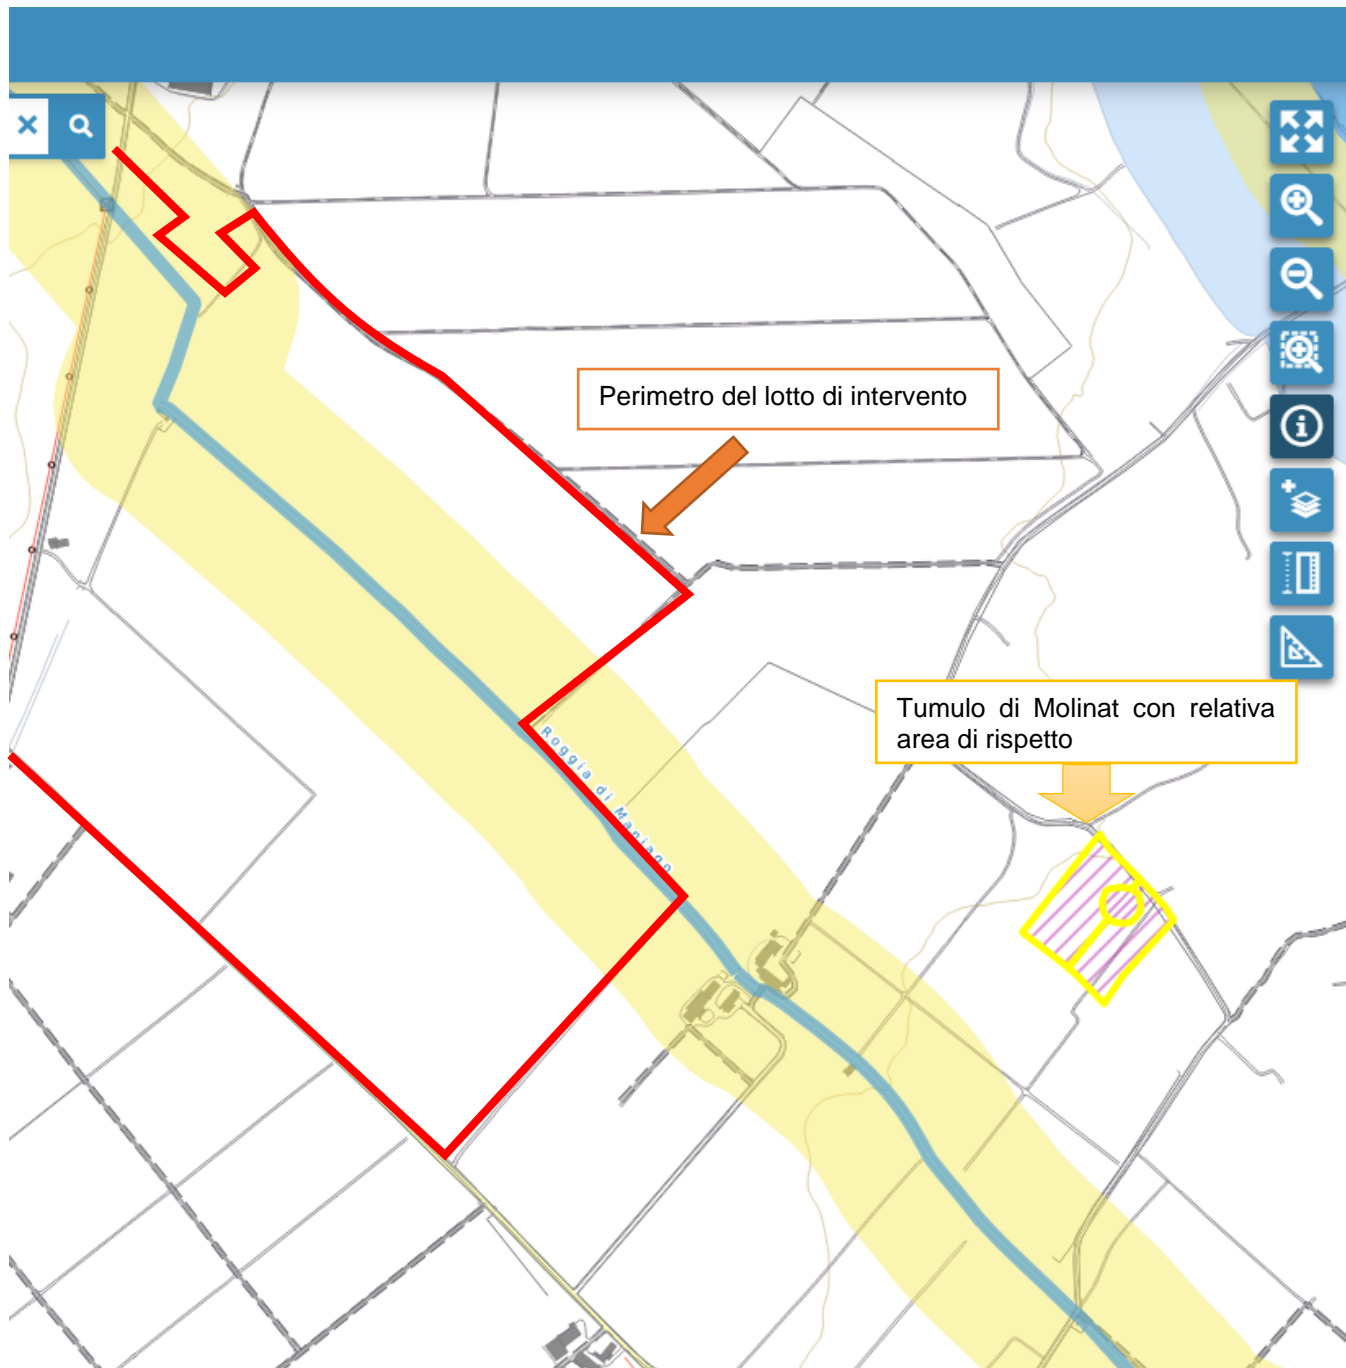 Perimetro del lotto di intervento
Tumulo di Molinat con relativa
area di rispetto
Roggia di Maniago